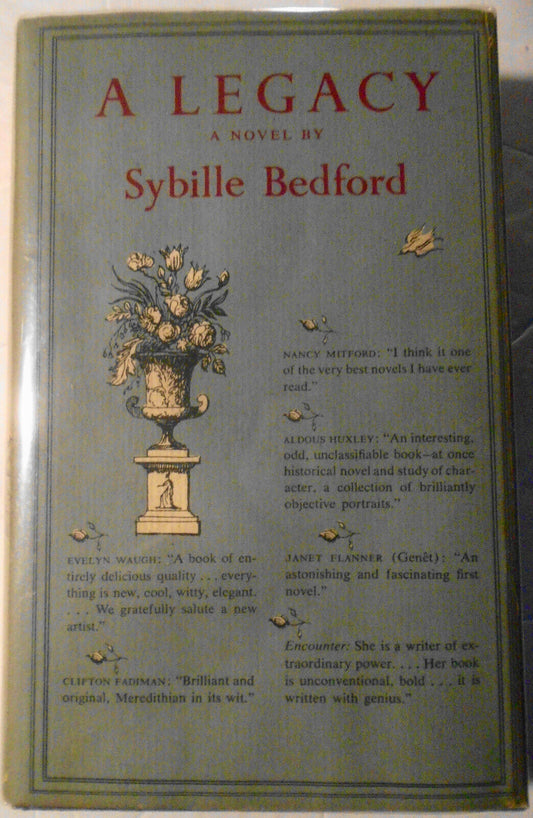 A LEGACY
A NOVEL BY
Sybille Bedford
NANCY MITFORD: "I think it one
of the very best novels I have ever
read."
ALDOUS HUXLEY: "An interesting,
odd, unclassifiable book—at once
historical novel and study of char-
acter, a collection of brilliantly
objective portraits."
EVELYN WAUGH: "A book of en-
tirely delicious quality . . . every-
thing is new, cool, witty, elegant.
. . . We gratefully salute a new
artist."
CLIFTON FADIMAN: "Brilliant and
original, Meredithian in its wit."
JANET FLANNER (Genêt): "An
astonishing and fascinating first
novel."
Encounter: She is a writer of ex-
traordinary power. . . . Her book
is unconventional, bold . . . it is
written with genius."